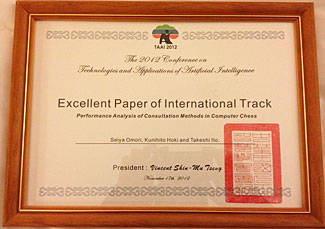 TAAI 2012
The 2012 Conference on
Technologies and Applications of Artificial Intelligence
Excellent Paper of International Track
Performance Analysis of Consultation Methods in Computer Chess
Seiya Omori, Kunihito Hoki and Takeshi Ito.
President : Vincent Shin-Mu Tseng
November 17th, 2012